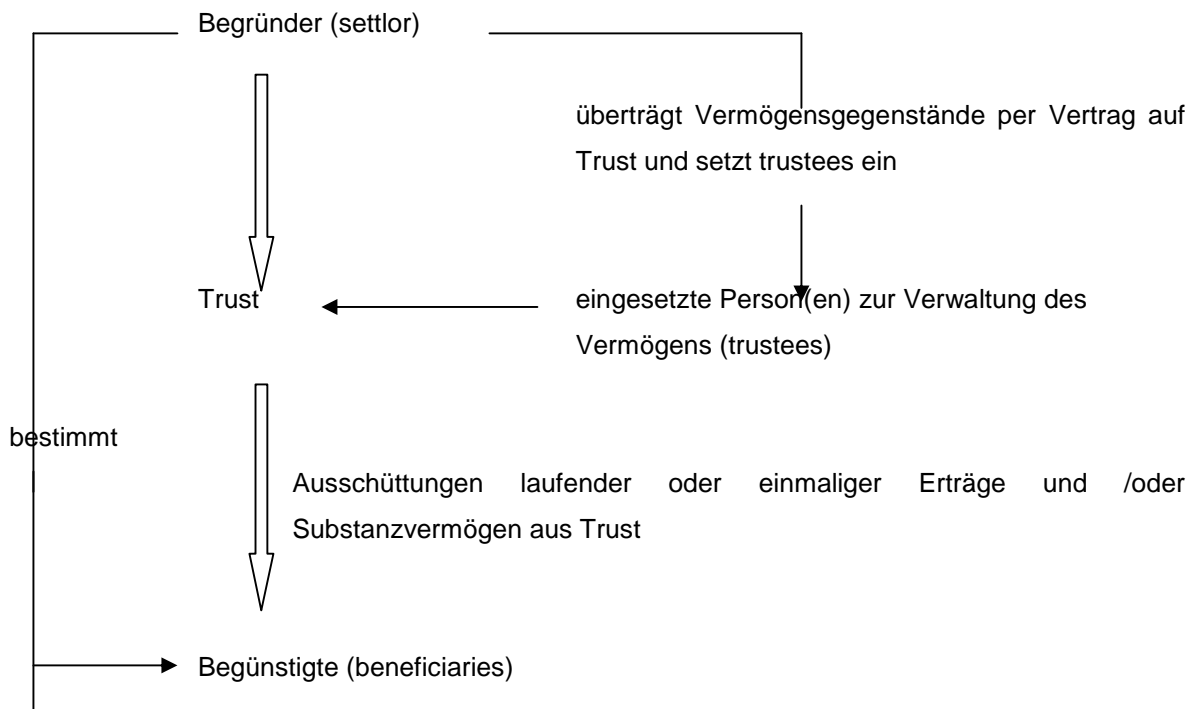 Begründer (settlor)
überträgt Vermögensgegenstände per Vertrag auf
Trust und setzt trustees ein
Trust
eingesetzte Person(en) zur Verwaltung des
Vermögens (trustees)
bestimmt
Ausschüttungen laufender oder einmaliger Erträge und /oder
Substanzvermögen aus Trust
Begünstigte (beneficiaries)